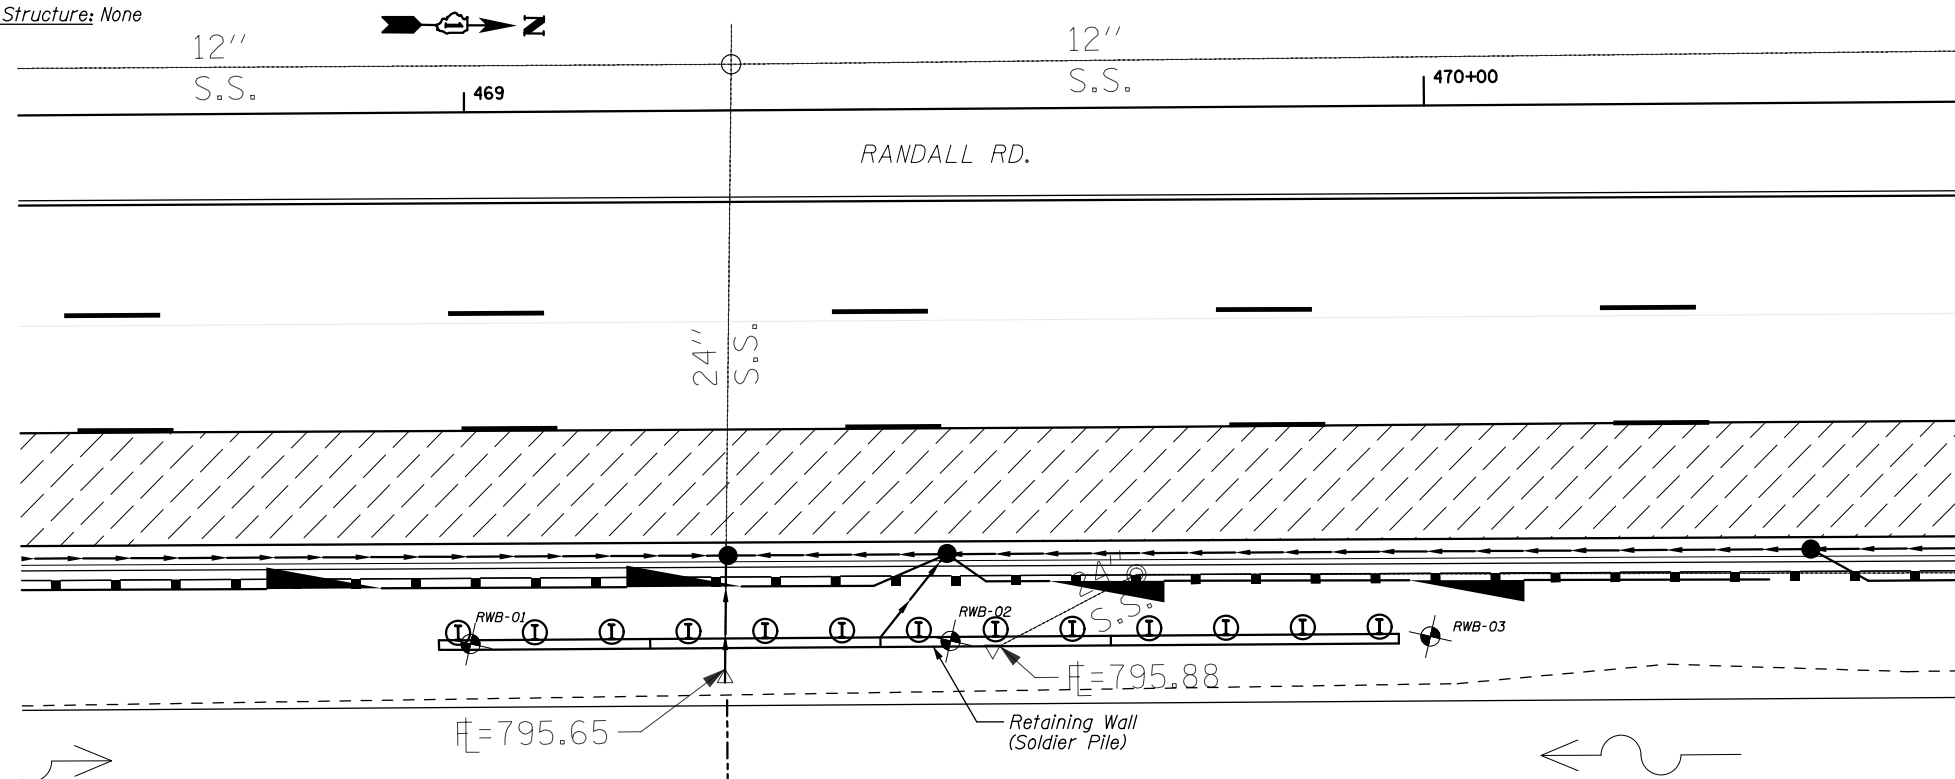 Structure: None
N
12"
S.S.
12"
S.S.
469
470+00
RANDALL RD.
24"
S.S.
24"
S.S.
RWB-01
RWB-02
RWB-03
I I I I I I I I I I I I I
FL=795.88
FL=795.65
Retaining Wall
(Soldier Pile)